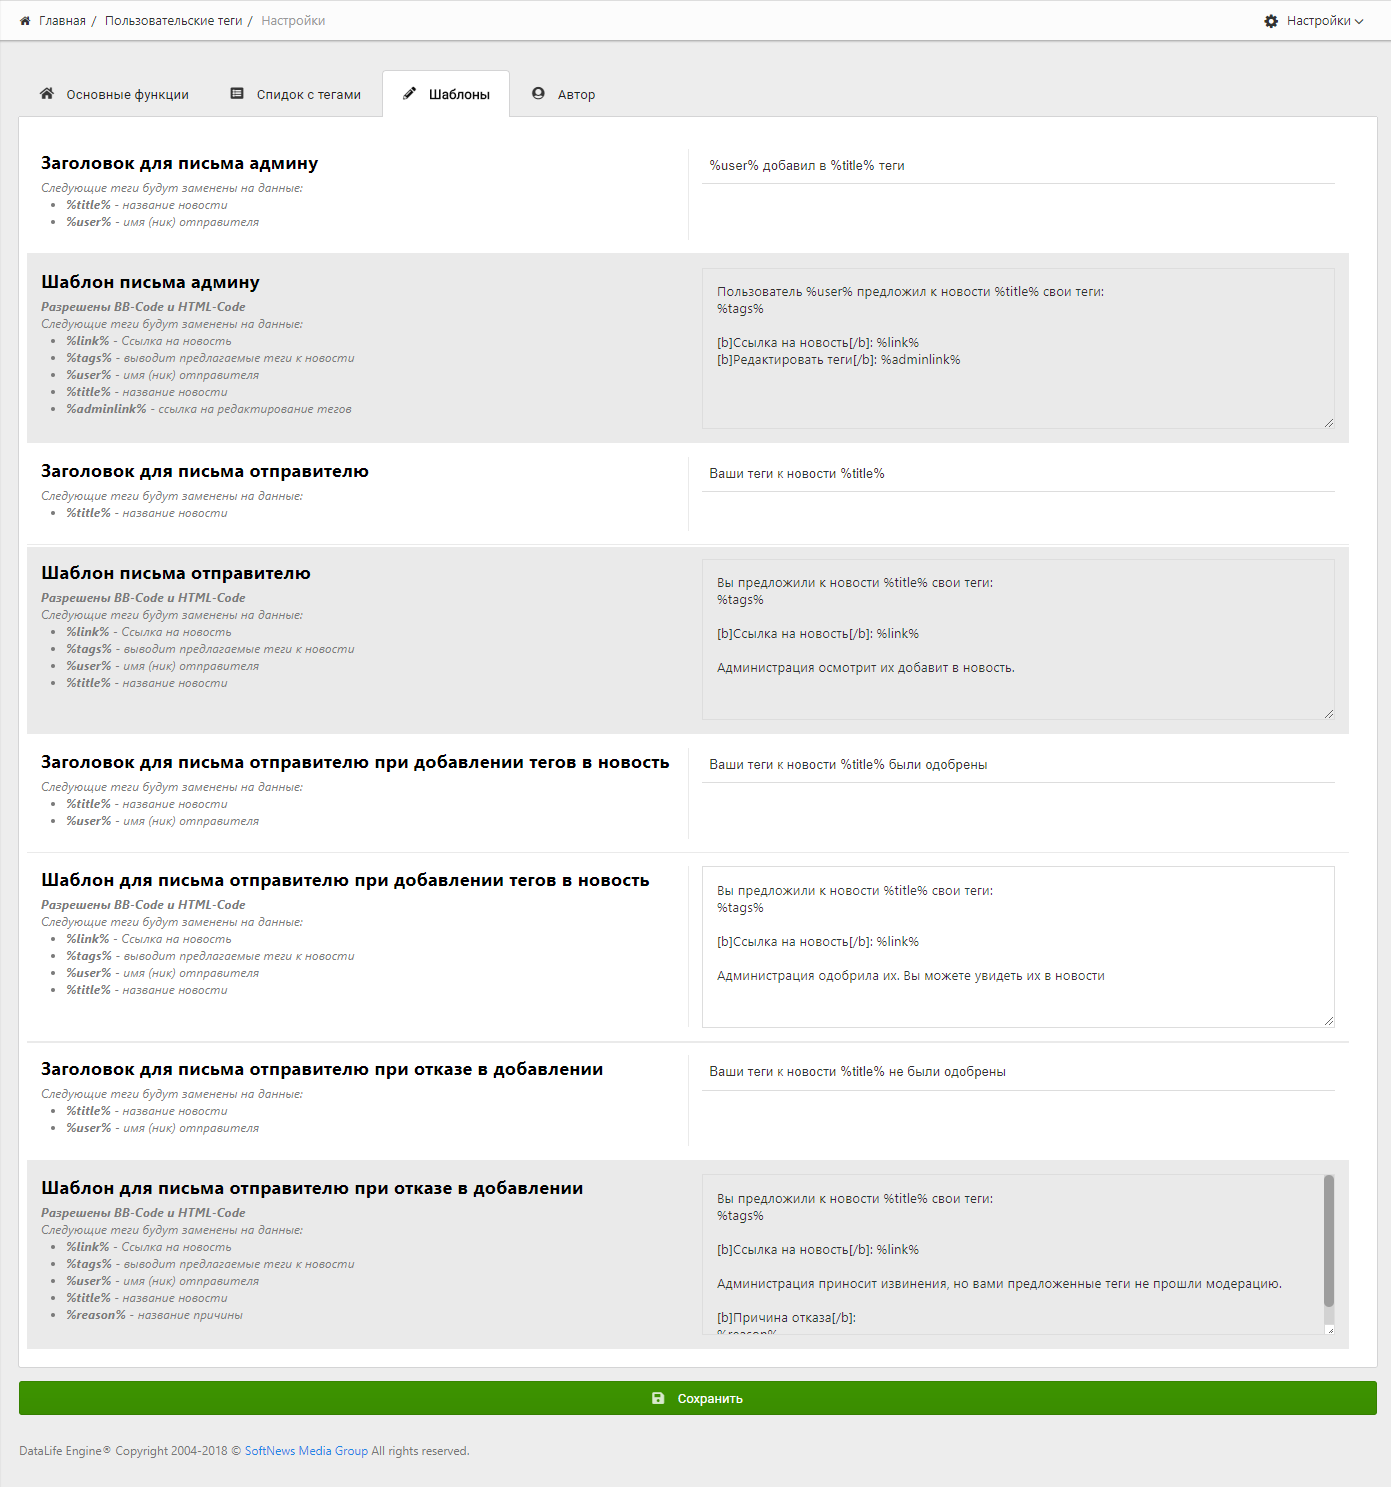 Главная / Пользовательские теги / Настройки
Настройки
Основные функции
Спидок с тегами
Шаблоны
Автор
Заголовок для письма админу
Следующие теги будут заменены на данные:
• %title% - название новости
• %user% - имя (ник) отправителя
%user% добавил в %title% теги
Шаблон письма админу
Разрешены BB-Code и HTML-Code
Следующие теги будут заменены на данные:
• %link% - Ссылка на новость
• %tags% - выводит предлагаемые теги к новости
• %user% - имя (ник) отправителя
• %title% - название новости
• %adminlink% - ссылка на редактирование тегов
Пользователь %user% предложил к новости %title% свои теги:
%tags%
[b]Ссылка на новость[/b]: %link%
[b]Редактировать теги[/b]: %adminlink%
Заголовок для письма отправителю
Следующие теги будут заменены на данные:
• %title% - название новости
Ваши теги к новости %title%
Шаблон письма отправителю
Разрешены BB-Code и HTML-Code
Следующие теги будут заменены на данные:
• %link% - Ссылка на новость
• %tags% - выводит предлагаемые теги к новости
• %user% - имя (ник) отправителя
• %title% - название новости
Вы предложили к новости %title% свои теги:
%tags%
[b]Ссылка на новость[/b]: %link%
Администрация осмотрит их добавит в новость.
Заголовок для письма отправителю при добавлении тегов в новость
Следующие теги будут заменены на данные:
• %title% - название новости
• %user% - имя (ник) отправителя
Ваши теги к новости %title% были одобрены
Шаблон для письма отправителю при добавлении тегов в новость
Разрешены BB-Code и HTML-Code
Следующие теги будут заменены на данные:
• %link% - Ссылка на новость
• %tags% - выводит предлагаемые теги к новости
• %user% - имя (ник) отправителя
• %title% - название новости
Вы предложили к новости %title% свои теги:
%tags%
[b]Ссылка на новость[/b]: %link%
Администрация одобрила их. Вы можете увидеть их в новости
Заголовок для письма отправителю при отказе в добавлении
Следующие теги будут заменены на данные:
• %title% - название новости
• %user% - имя (ник) отправителя
Ваши теги к новости %title% не были одобрены
Шаблон для письма отправителю при отказе в добавлении
Разрешены BB-Code и HTML-Code
Следующие теги будут заменены на данные:
• %link% - Ссылка на новость
• %tags% - выводит предлагаемые теги к новости
• %user% - имя (ник) отправителя
• %title% - название новости
• %reason% - название причины
Вы предложили к новости %title% свои теги:
%tags%
[b]Ссылка на новость[/b]: %link%
Администрация приносит извинения, но вами предложенные теги не прошли модерацию.
[b]Причина отказа[/b]:
%reason%
Сохранить
DataLife Engine® Copyright 2004-2018 © SoftNews Media Group All rights reserved.